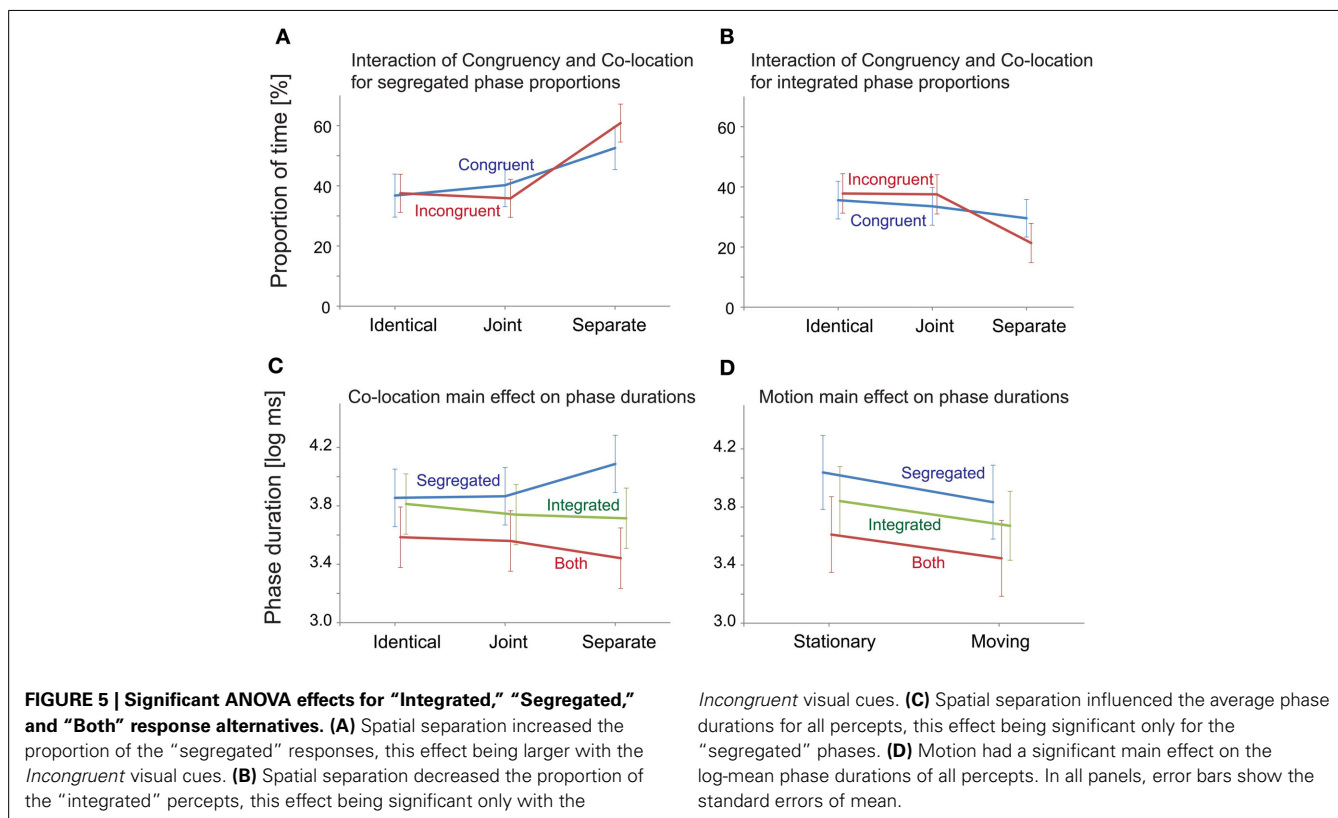 A
Interaction of Congruency and Co-location
for segregated phase proportions
Proportion of time [%]
60
40
20
0
Congruent
Incongruent
Identical
Joint
Separate
B
Interaction of Congruency and Co-location
for integrated phase proportions
60
40
20
0
Incongruent
Congruent
Identical
Joint
Separate
C
Co-location main effect on phase durations
Phase duration [log ms]
4.2
3.8
3.4
3.0
Segregated
Integrated
Both
Identical
Joint
Separate
D
Motion main effect on phase durations
4.2
3.8
3.4
3.0
Segregated
Integrated
Both
Stationary
Moving
FIGURE 5 | Significant ANOVA effects for “Integrated,” “Segregated,”
and “Both” response alternatives. (A) Spatial separation increased the
proportion of the “segregated” responses, this effect being larger with the
Incongruent visual cues. (B) Spatial separation decreased the proportion of
the “integrated” percepts, this effect being significant only with the
Incongruent visual cues. (C) Spatial separation influenced the average phase
durations for all percepts, this effect being significant only for the
“segregated” phases. (D) Motion had a significant main effect on the
log-mean phase durations of all percepts. In all panels, error bars show the
standard errors of mean.